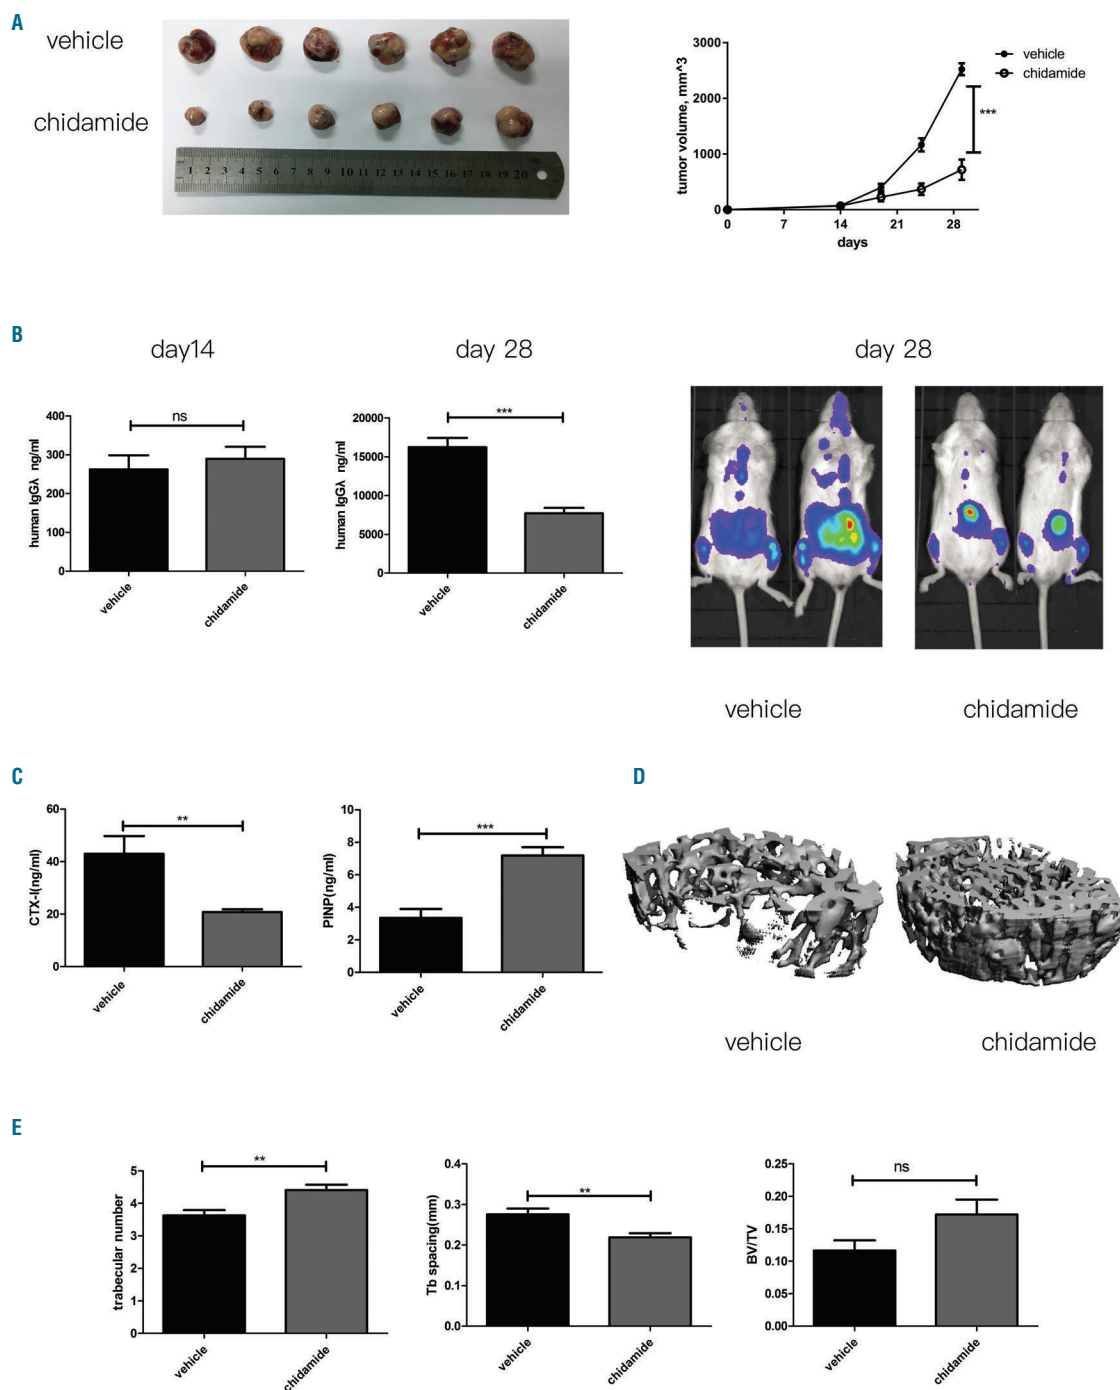 A
vehicle
chidamide
1 2 3 4 5 6 7 8 9 10 11 12 13 14 15 16 17 18 19 20
3000
2000
1000
0
tumor volume, mm^3
0 7 14 21 28
days
vehicle
chidamide
***
B
day14
400
300
200
100
0
human IgGλ ng/ml
ns
vehicle
chidamide
day 28
20000
15000
10000
5000
0
human IgGλ ng/ml
***
vehicle
chidamide
day 28
vehicle
chidamide
C
60
40
20
0
CTX-I(ng/ml)
**
vehicle
chidamide
10
8
6
4
2
0
PINP(ng/ml)
***
vehicle
chidamide
D
vehicle
chidamide
E
5
4
3
2
1
0
trabecular number
**
vehicle
chidamide
0.4
0.3
0.2
0.1
0.0
Tb spacing(mm)
**
vehicle
chidamide
0.25
0.20
0.15
0.10
0.05
0.00
BV/TV
ns
vehicle
chidamide